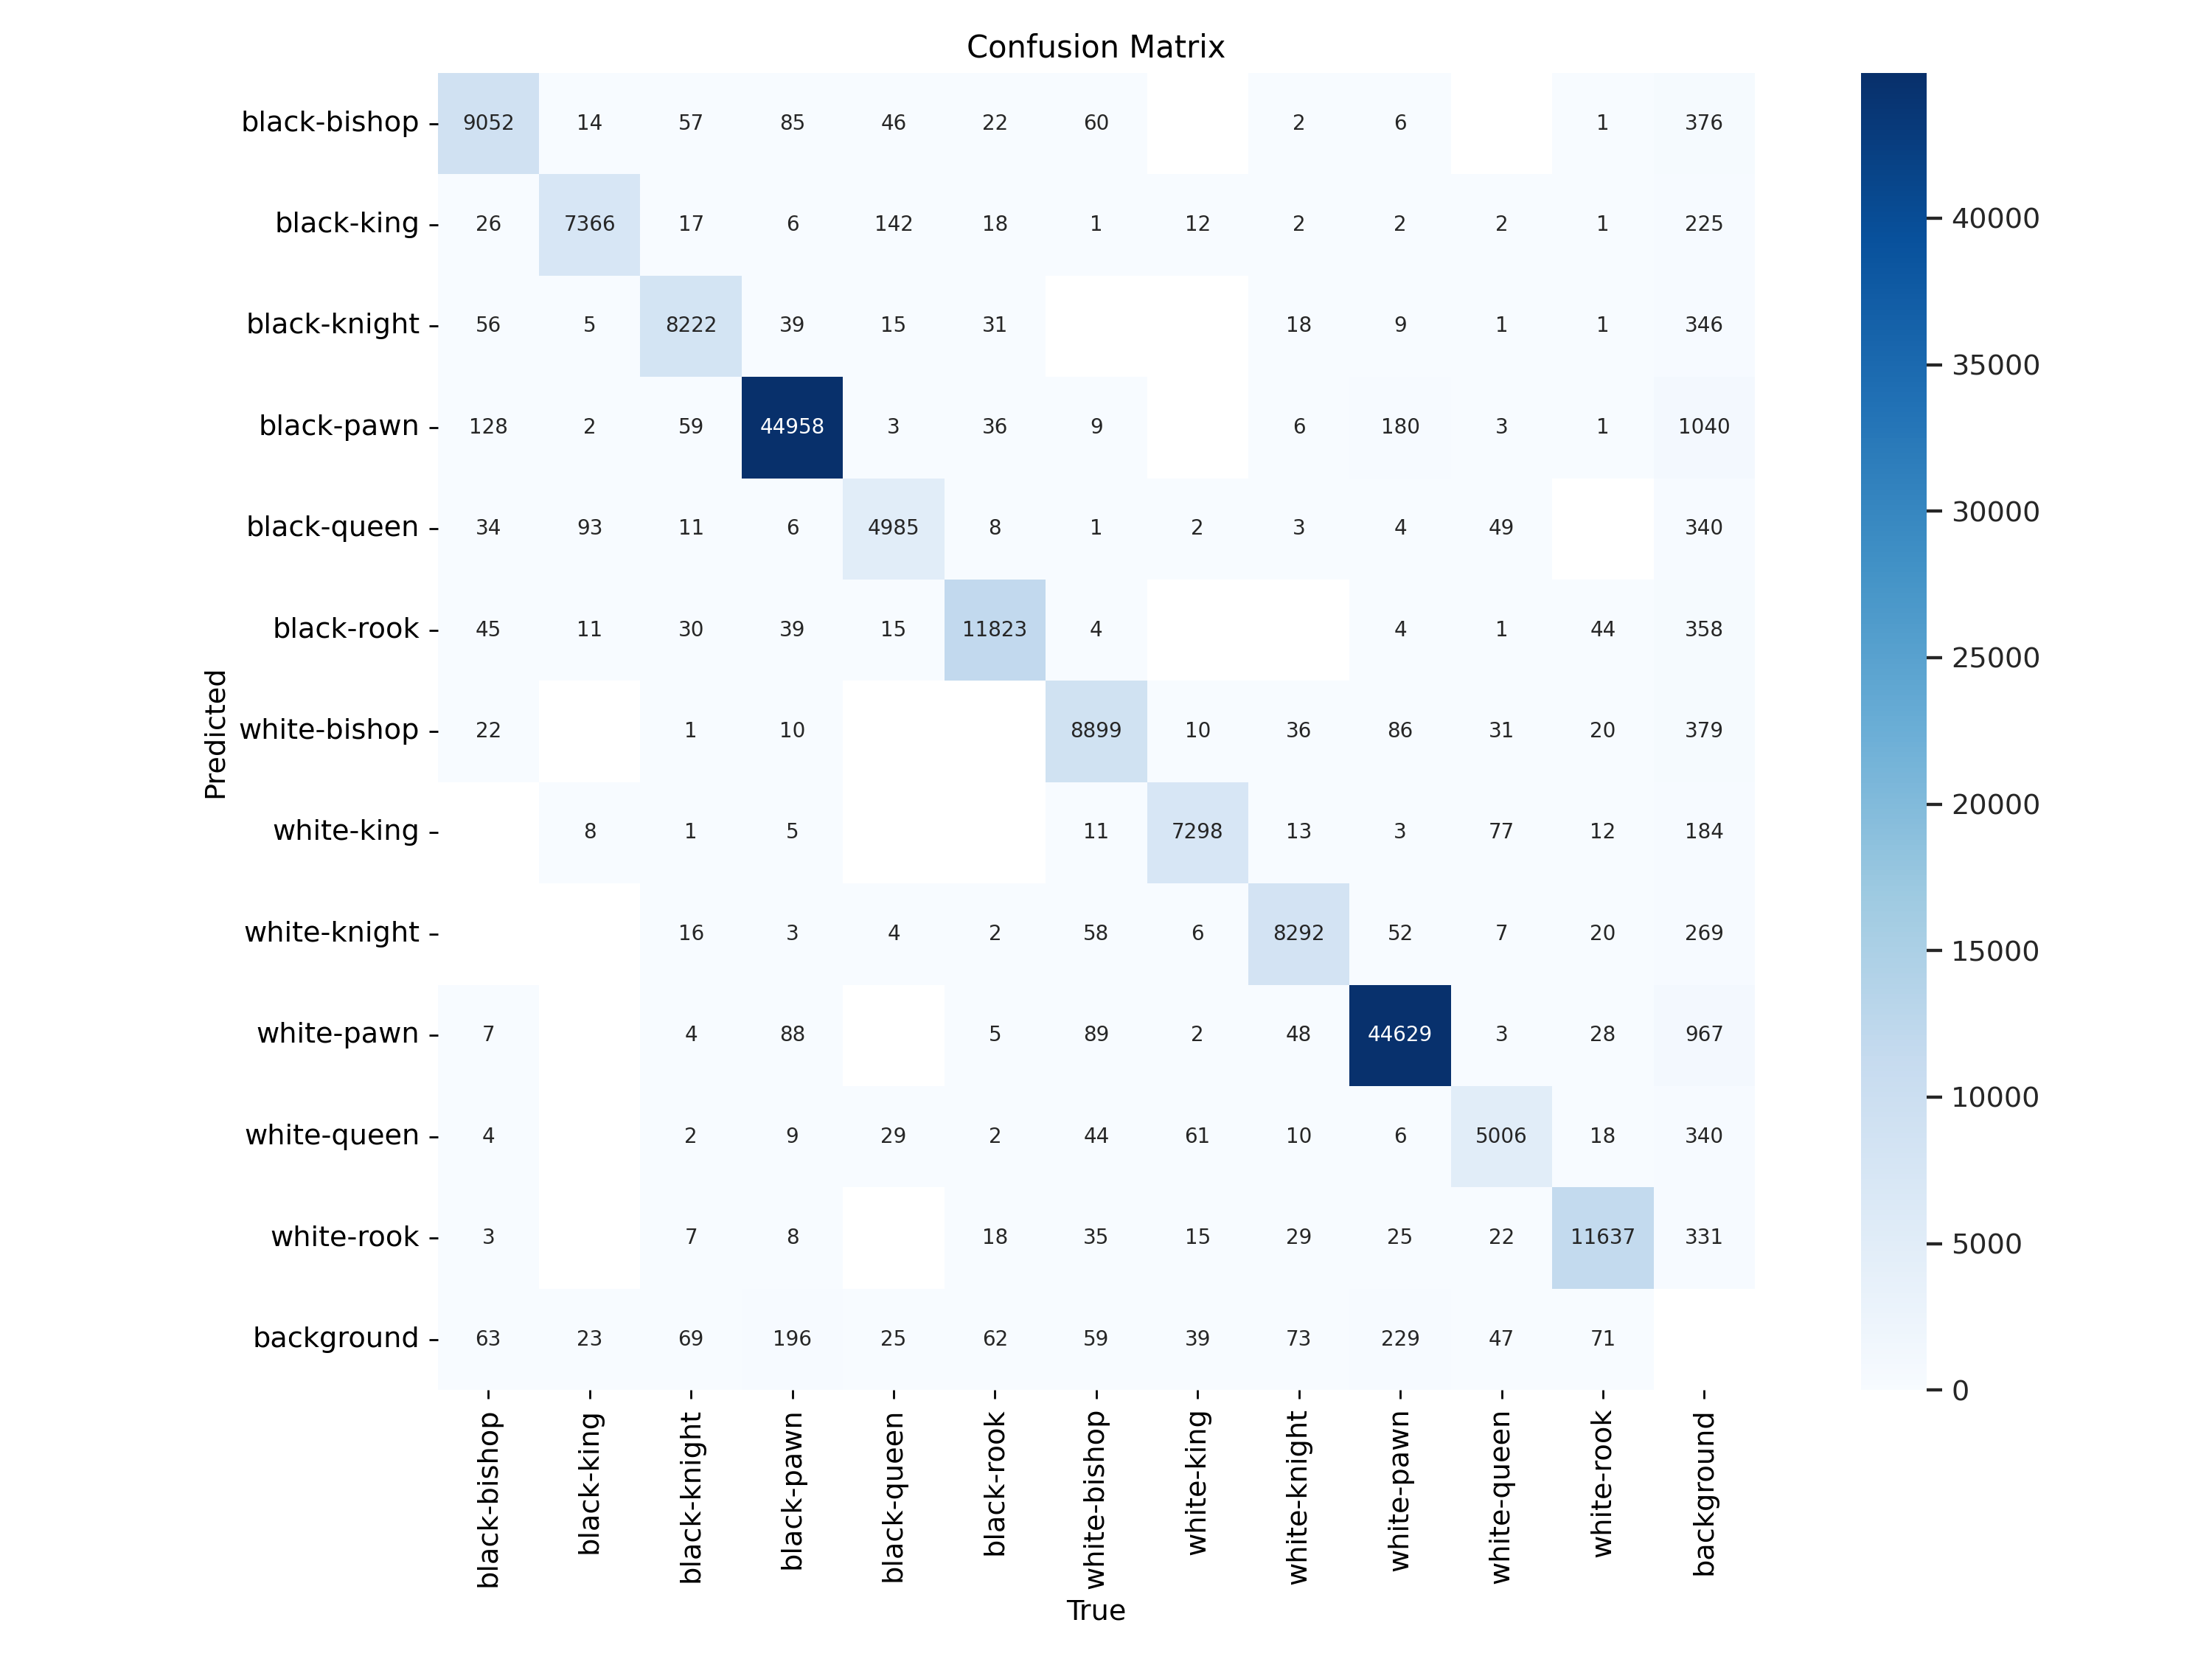 Confusion Matrix
black-bishop 9052 14 57 85 46 22 60 2 6 1 376
black-king 26 7366 17 6 142 18 1 12 2 2 2 1 225
black-knight 56 5 8222 39 15 31 18 9 1 1 346
black-pawn 128 2 59 44958 3 36 9 6 180 3 1 1040
black-queen 34 93 11 6 4985 8 1 2 3 4 49 340
black-rook 45 11 30 39 15 11823 4 4 1 44 358
white-bishop 22 1 10 8899 10 36 86 31 20 379
white-king 8 1 5 11 7298 13 3 77 12 184
white-knight 16 3 4 2 58 6 8292 52 7 20 269
white-pawn 7 4 88 5 89 2 48 44629 3 28 967
white-queen 4 2 9 29 2 44 61 10 6 5006 18 340
white-rook 3 7 8 18 35 15 29 25 22 11637 331
background 63 23 69 196 25 62 59 39 73 229 47 71
Predicted
black-bishop
black-king
black-knight
black-pawn
black-queen
black-rook
white-bishop
white-king
white-knight
white-pawn
white-queen
white-rook
background
True
40000
35000
30000
25000
20000
15000
10000
5000
0